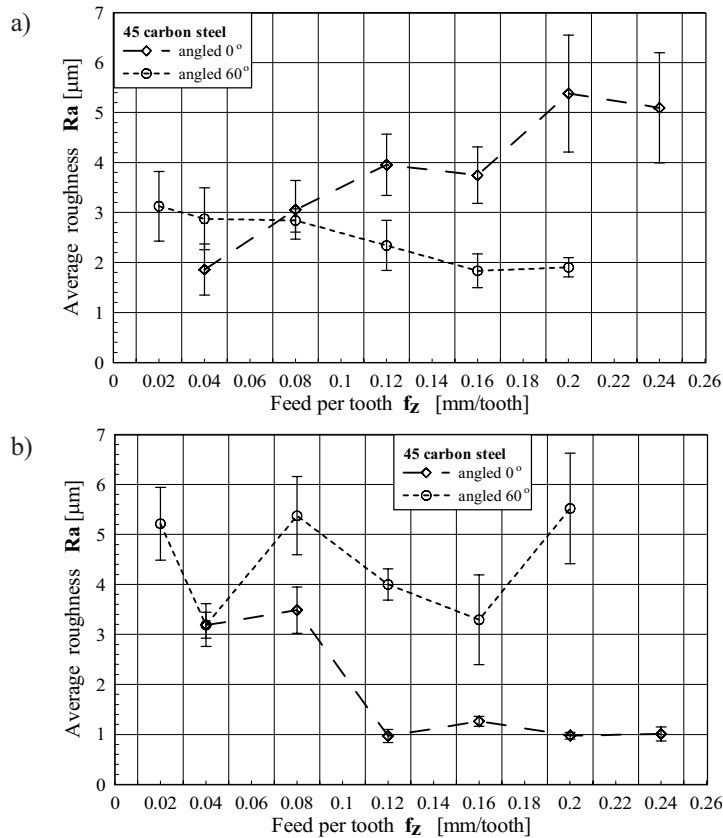 a)
7
6
5
4
3
2
1
0
Average roughness Ra [μm]
45 carbon steel
angled 0°
angled 60°
0 0.02 0.04 0.06 0.08 0.1 0.12 0.14 0.16 0.18 0.2 0.22 0.24 0.26
Feed per tooth fz [mm/tooth]
b)
7
6
5
4
3
2
1
0
Average roughness Ra [μm]
45 carbon steel
angled 0°
angled 60°
0 0.02 0.04 0.06 0.08 0.1 0.12 0.14 0.16 0.18 0.2 0.22 0.24 0.26
Feed per tooth fz [mm/tooth]